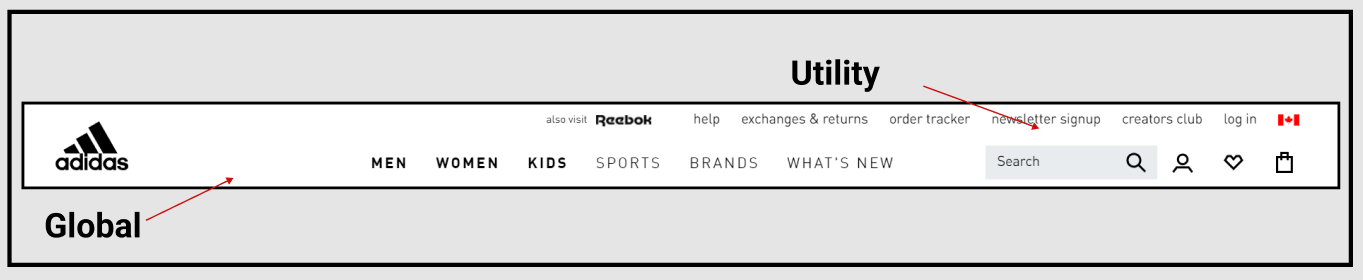 Utility
also visit Reebok help exchanges & returns order tracker newsletter signup creators club log in
adidas
MEN WOMEN KIDS SPORTS BRANDS WHAT'S NEW Search
Global